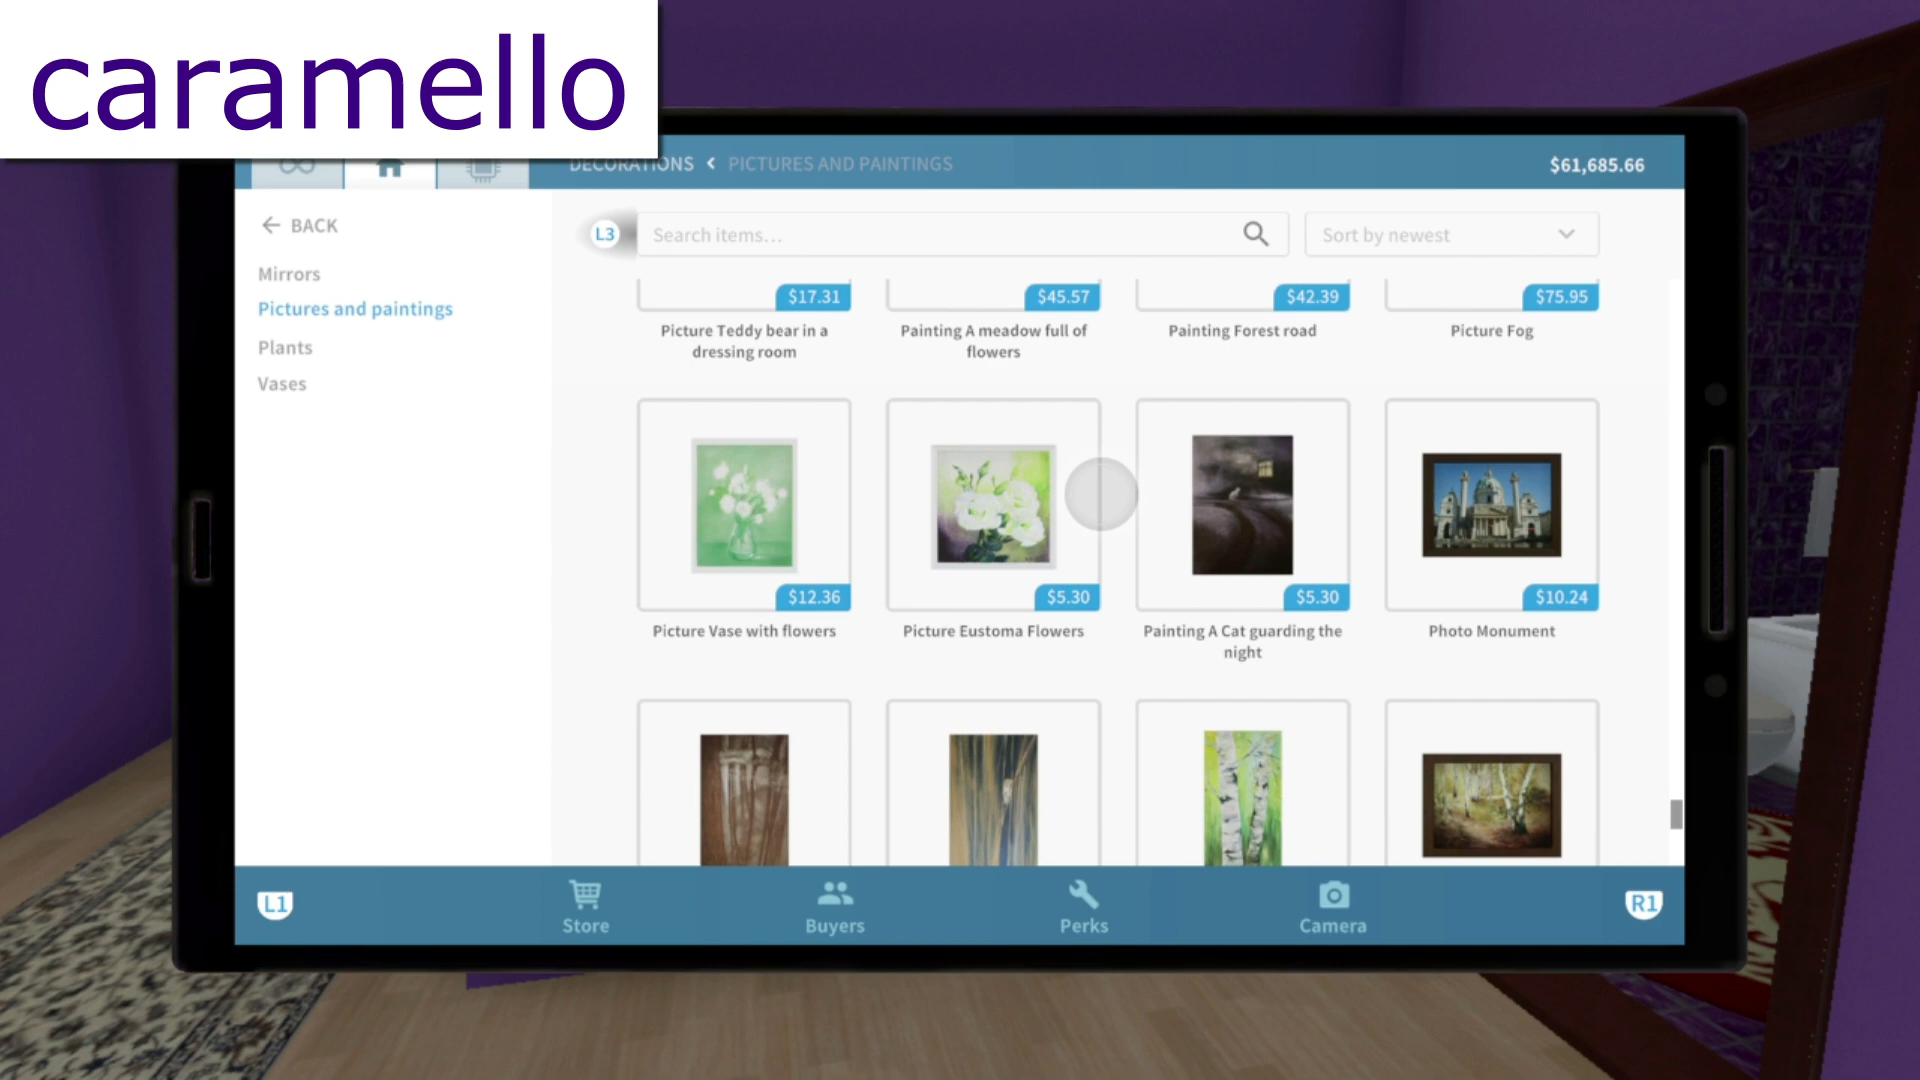 caramello
DECORATIONS < PICTURES AND PAINTINGS
$61,685.66
BACK
L3
Search items...
Sort by newest
Mirrors
Pictures and paintings
Plants
Vases
$17.31
$45.57
$42.39
$75.95
Picture Teddy bear in a
dressing room
Painting A meadow full of
flowers
Painting Forest road
Picture Fog
$12.36
$5.30
$5.30
$10.24
Picture Vase with flowers
Picture Eustoma Flowers
Painting A Cat guarding the
night
Photo Monument
L1
Store
Buyers
Perks
Camera
R1